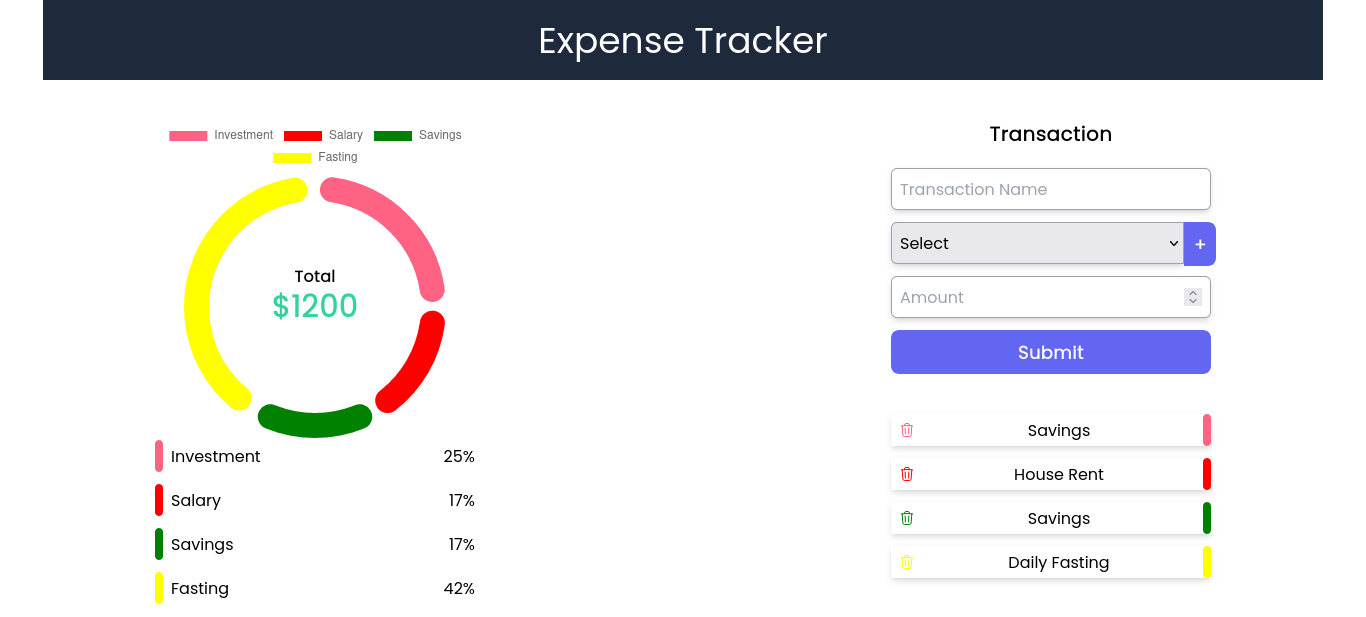 Expense Tracker
Investment Salary Savings
Fasting
Total
$1200
Investment 25%
Salary 17%
Savings 17%
Fasting 42%
Transaction
Transaction Name
Select +
Amount
Submit
Savings
House Rent
Savings
Daily Fasting